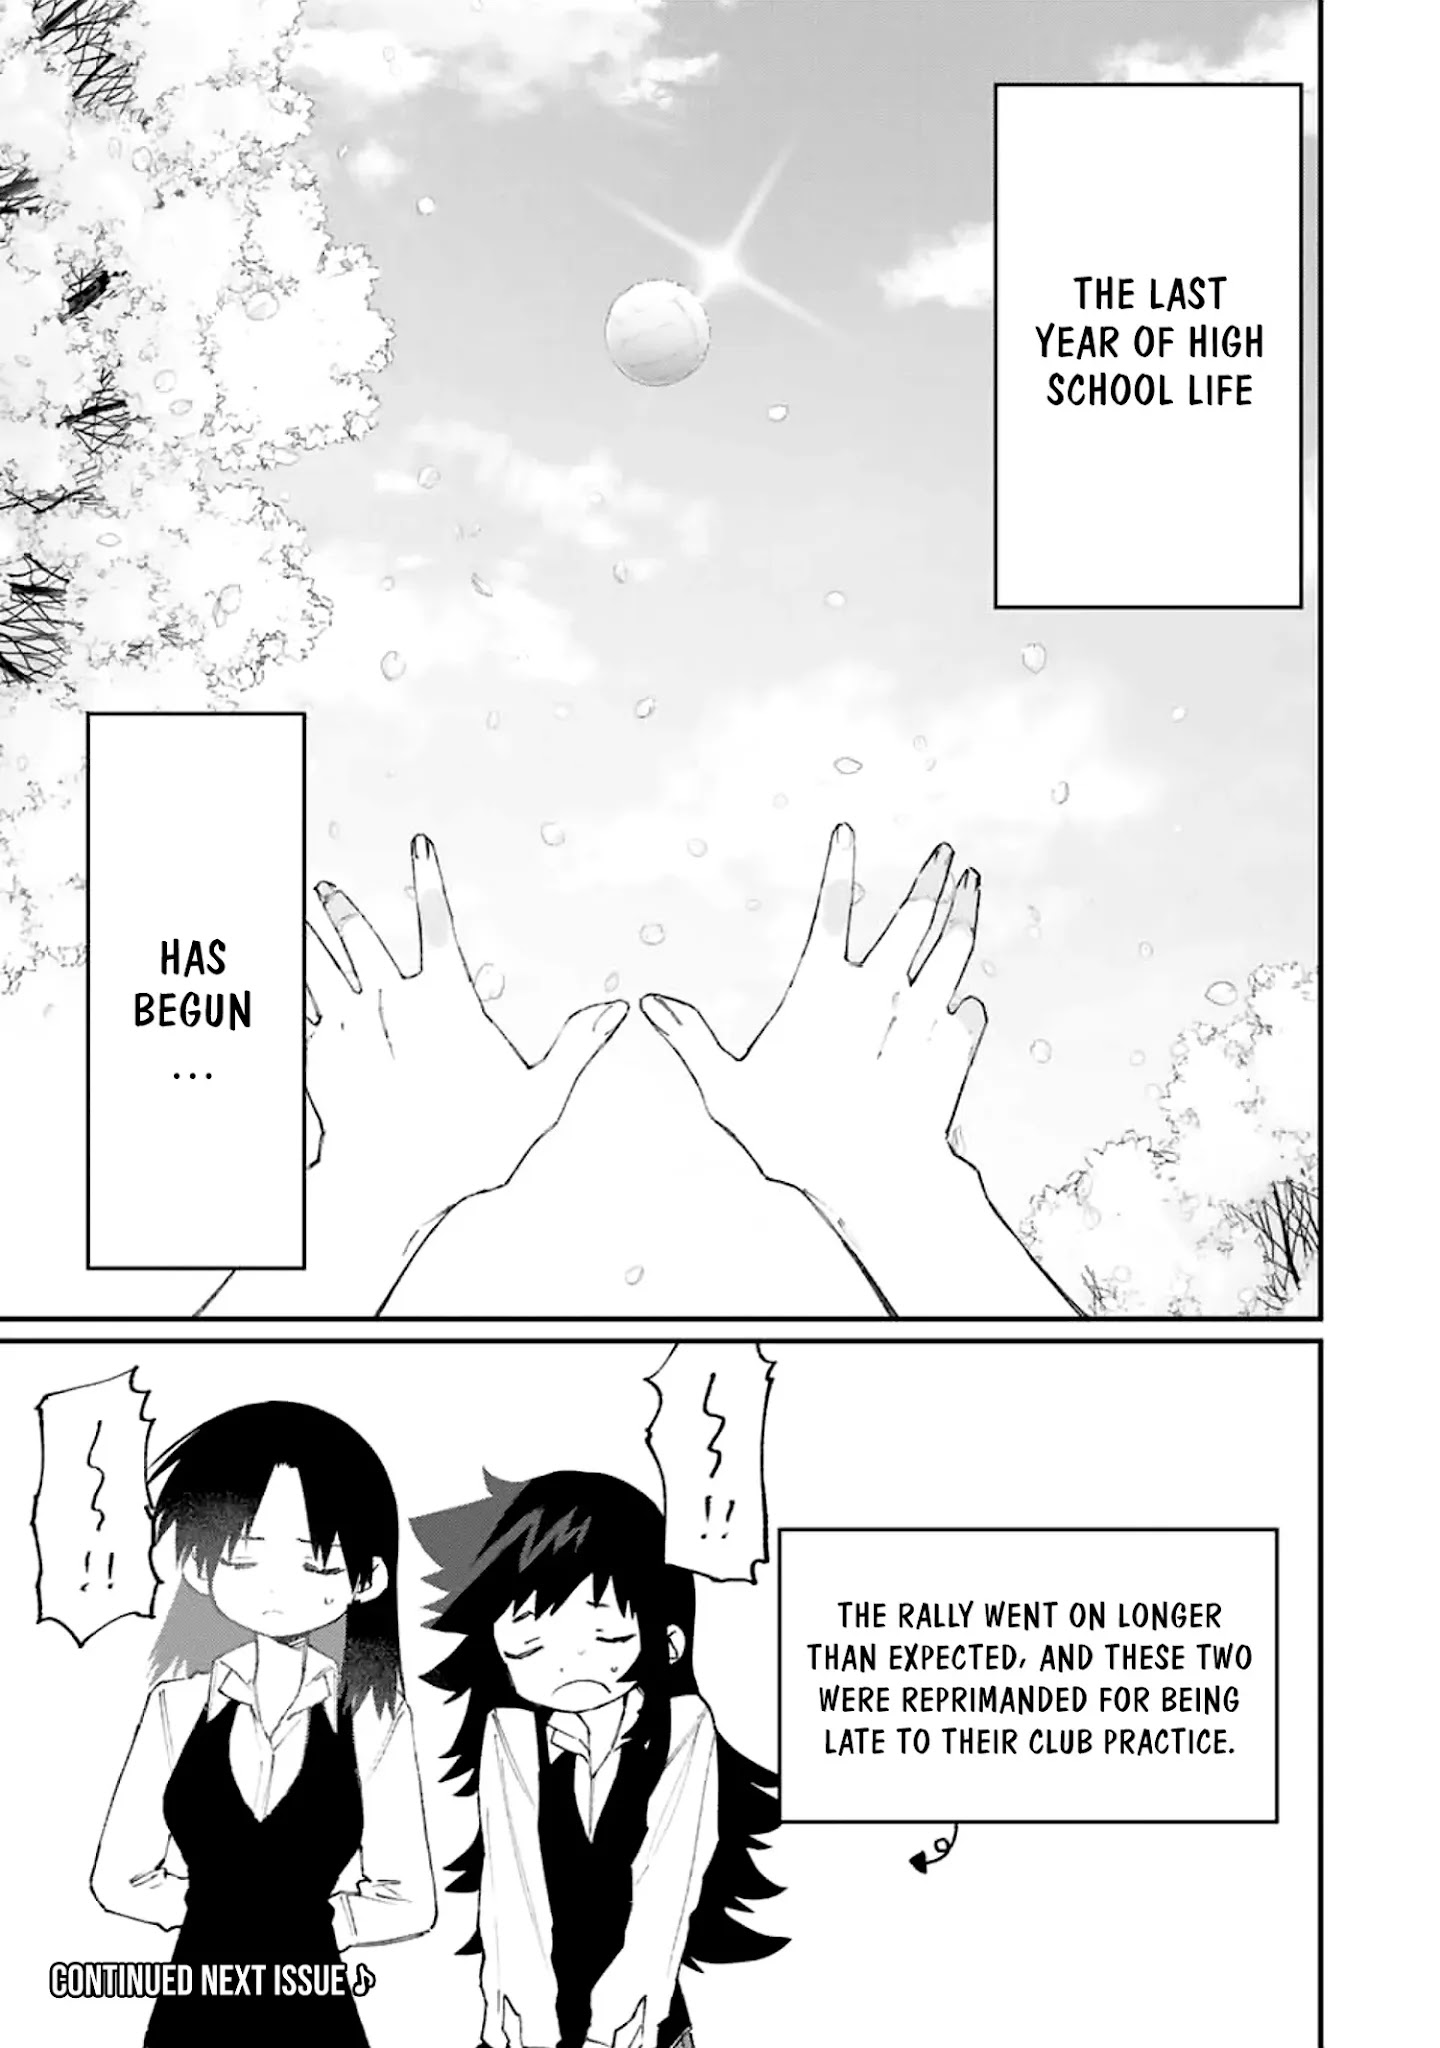 THE LAST
YEAR OF HIGH
SCHOOL LIFE
HAS
BEGUN
...
!!
!!
THE RALLY WENT ON LONGER
THAN EXPECTED, AND THESE TWO
WERE REPRIMANDED FOR BEING
LATE TO THEIR CLUB PRACTICE.
CONTINUED NEXT ISSUE♪